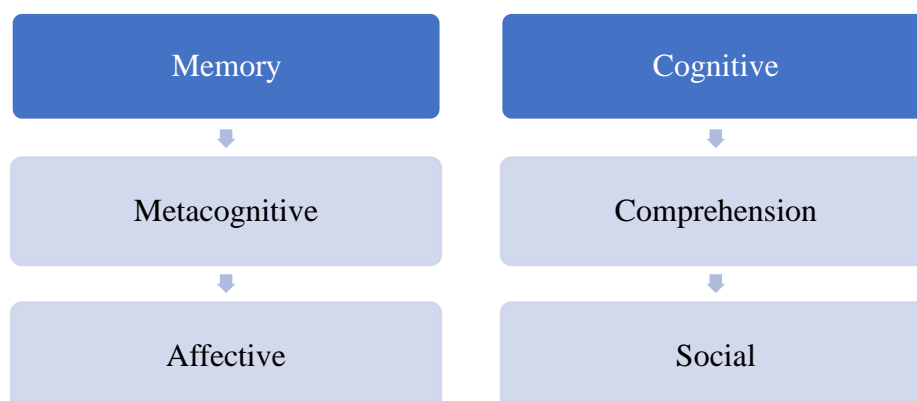 Memory
Cognitive
Metacognitive
Comprehension
Affective
Social